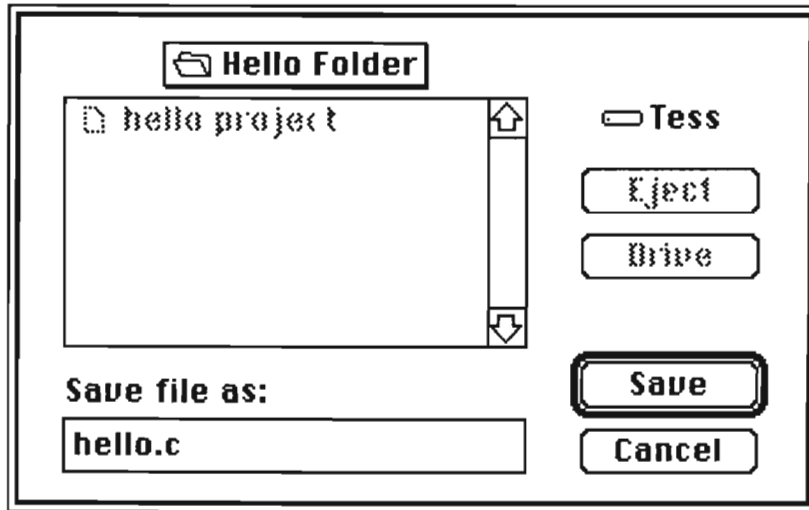 Hello Folder
hello project
Tess
Eject
Drive
Save file as:
hello.c
Save
Cancel